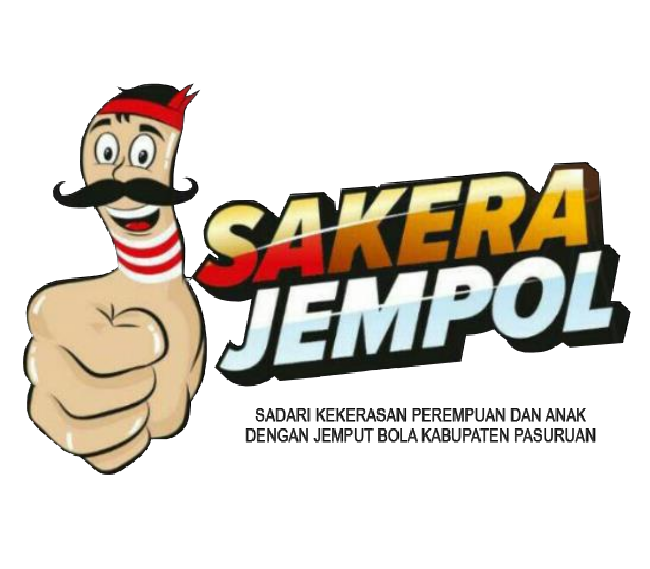 SAKERA
JEMPOL
SADARI KEKERASAN PEREMPUAN DAN ANAK
DENGAN JEMPUT BOLA KABUPATEN PASURUAN